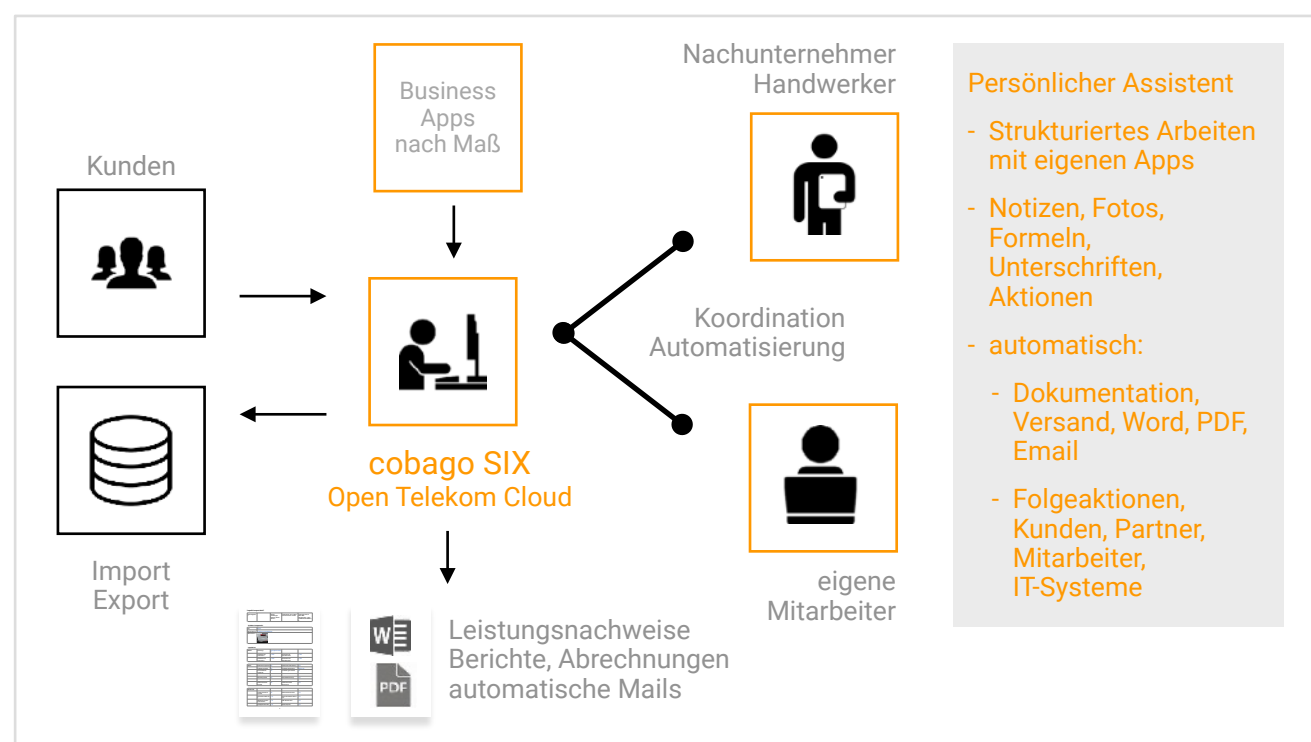 Business
Apps
nach Maß
Kunden
Import
Export
cobago SIX
Open Telekom Cloud
W
PDF
Leistungsnachweise
Berichte, Abrechnungen
automatische Mails
Nachunternehmer
Handwerker
Koordination
Automatisierung
eigene
Mitarbeiter
Persönlicher Assistent
- Strukturiertes Arbeiten
mit eigenen Apps
- Notizen, Fotos,
Formeln,
Unterschriften,
Aktionen
- automatisch:
- Dokumentation,
Versand, Word, PDF,
Email
- Folgeaktionen,
Kunden, Partner,
Mitarbeiter,
IT-Systeme